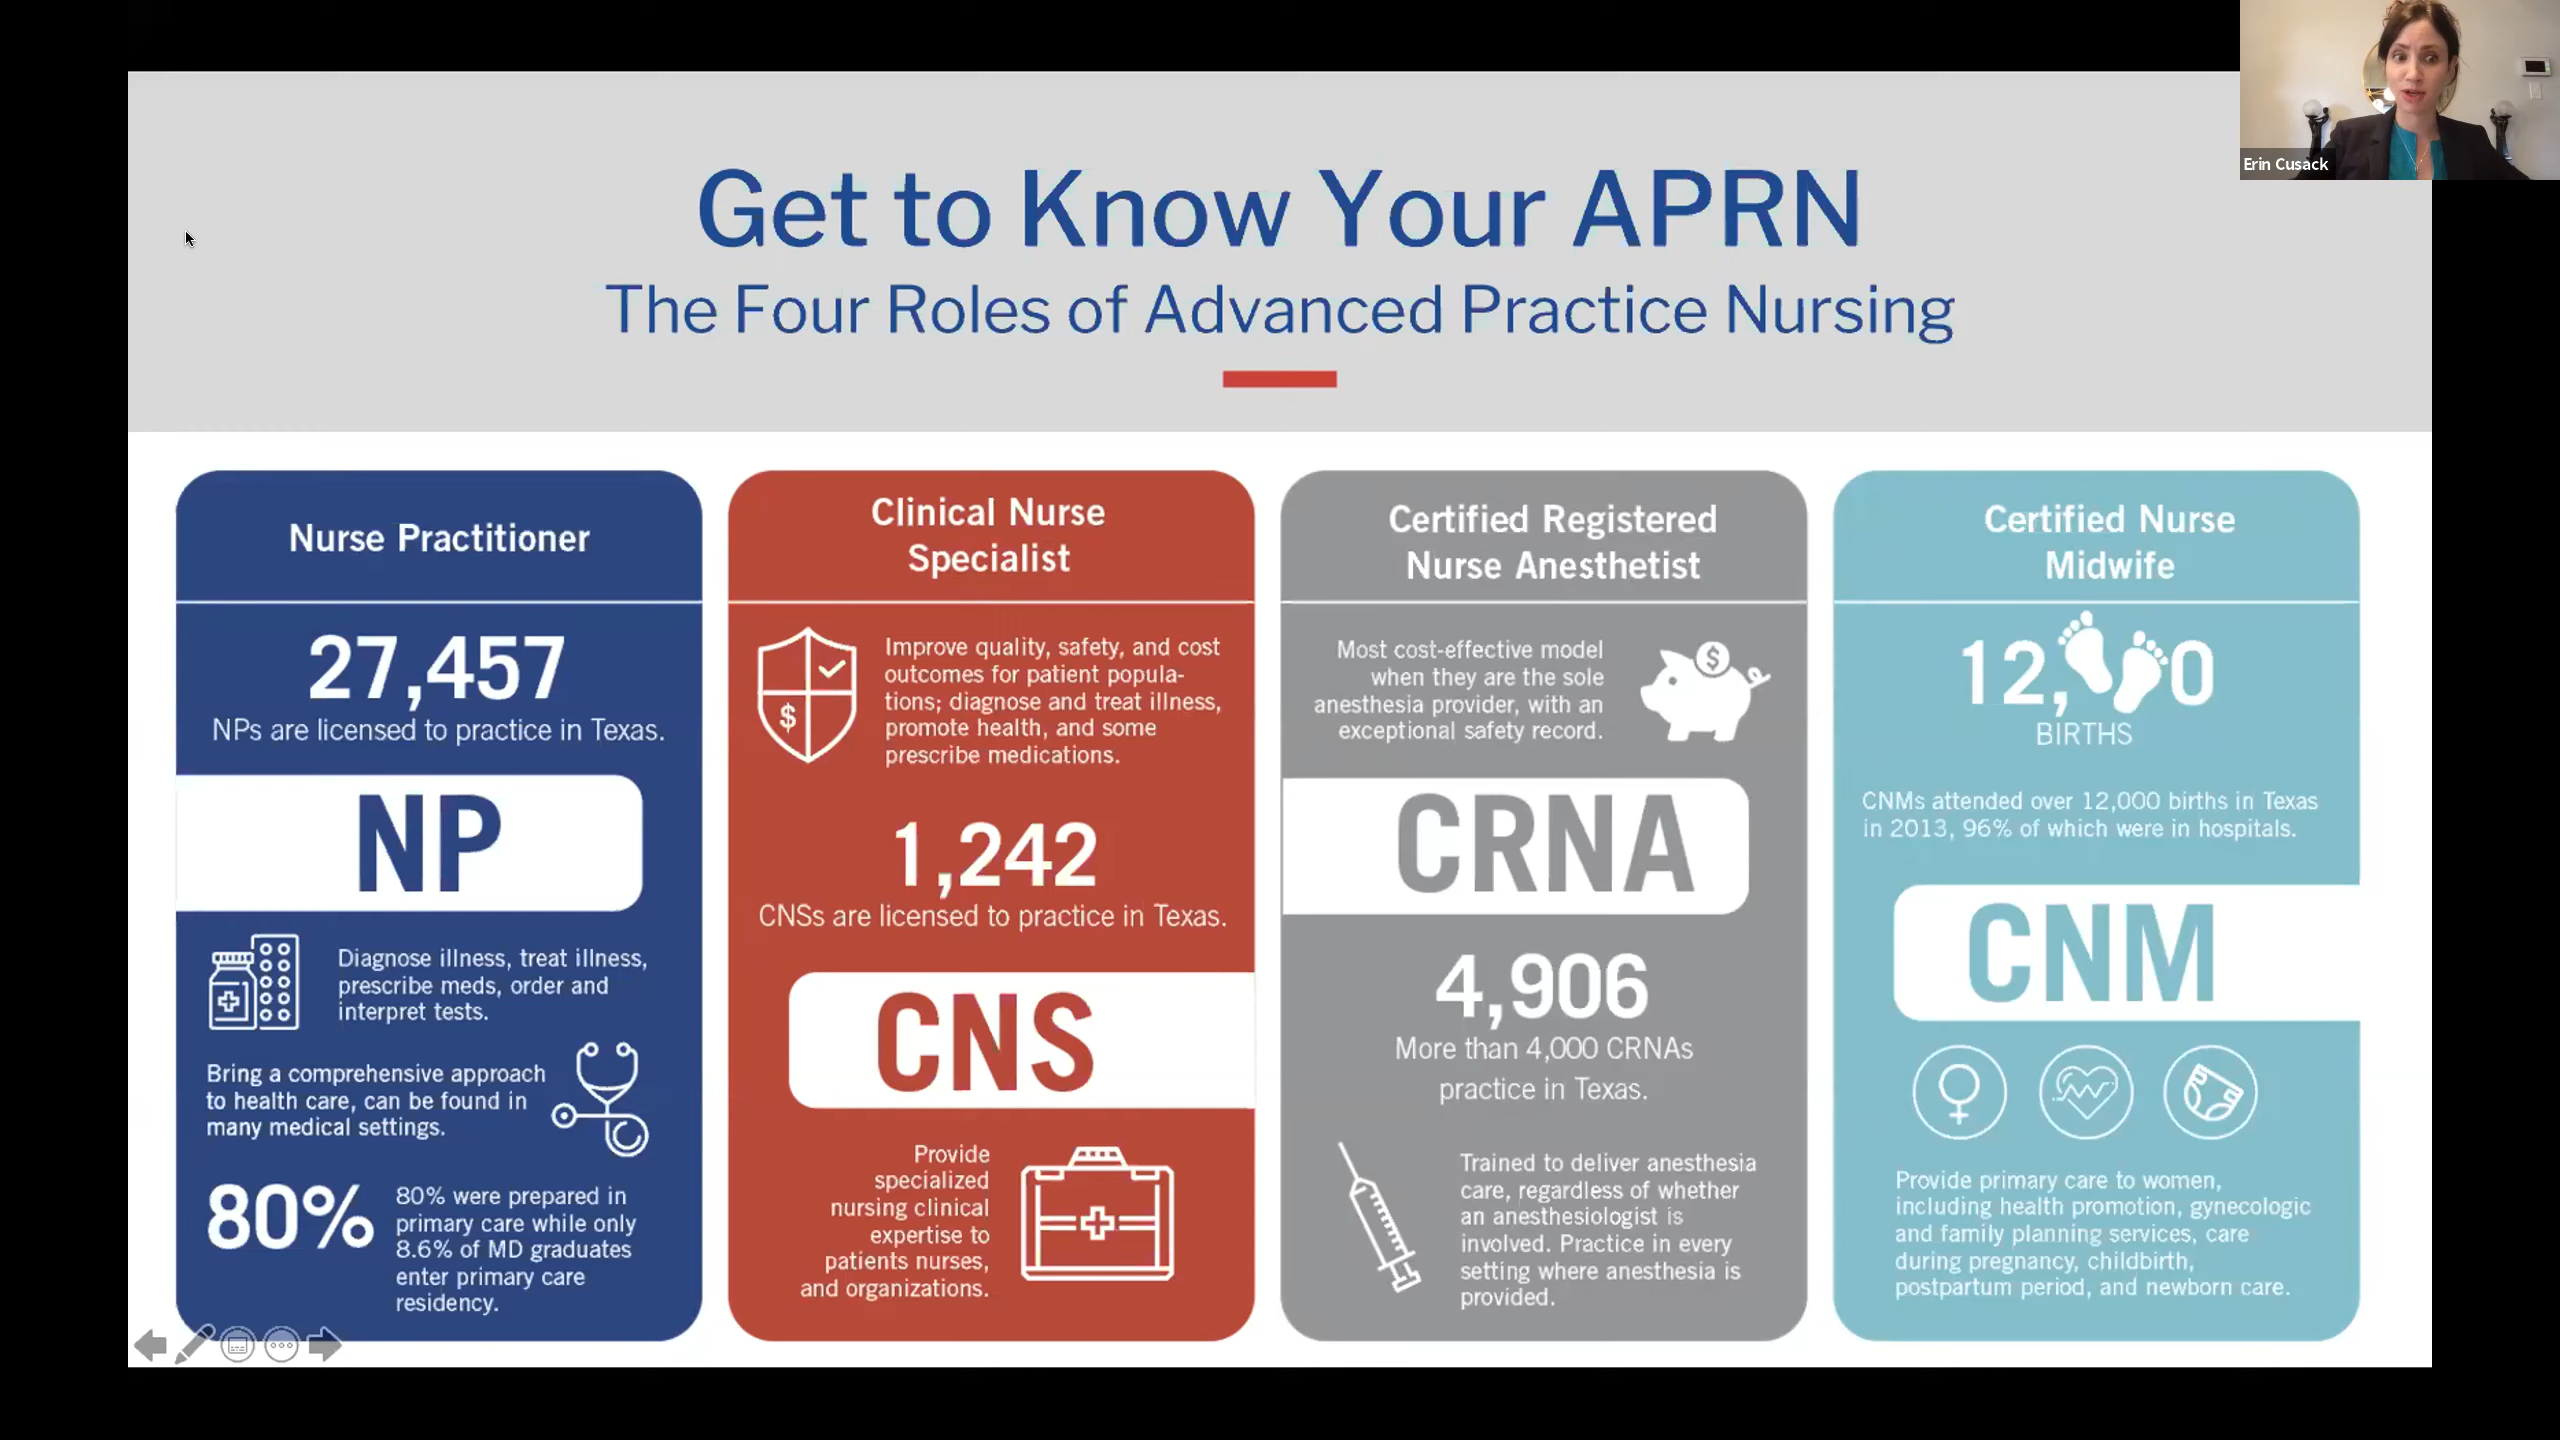 Erin Cusack
Get to Know Your APRN
The Four Roles of Advanced Practice Nursing
Nurse Practitioner
27,457
NPs are licensed to practice in Texas.
NP
Diagnose illness, treat illness,
prescribe meds, order and
interpret tests.
Bring a comprehensive approach
to health care, can be found in
many medical settings.
80%
80% were prepared in
primary care while only
8.6% of MD graduates
enter primary care
residency.
Clinical Nurse
Specialist
$
Improve quality, safety, and cost
outcomes for patient popula-
tions; diagnose and treat illness,
promote health, and some
prescribe medications.
1,242
CNSs are licensed to practice in Texas.
CNS
Provide
specialized
nursing clinical
expertise to
patients nurses,
and organizations.
Certified Registered
Nurse Anesthetist
Most cost-effective model
when they are the sole
anesthesia provider, with an
exceptional safety record.
$
CRNA
4,906
More than 4,000 CRNAs
practice in Texas.
Trained to deliver anesthesia
care, regardless of whether
an anesthesiologist is
involved. Practice in every
setting where anesthesia is
provided.
Certified Nurse
Midwife
12, 0
BIRTHS
CNMs attended over 12,000 births in Texas
in 2013, 96% of which were in hospitals.
CNM
Provide primary care to women,
including health promotion, gynecologic
and family planning services, care
during pregnancy, childbirth,
postpartum period, and newborn care.